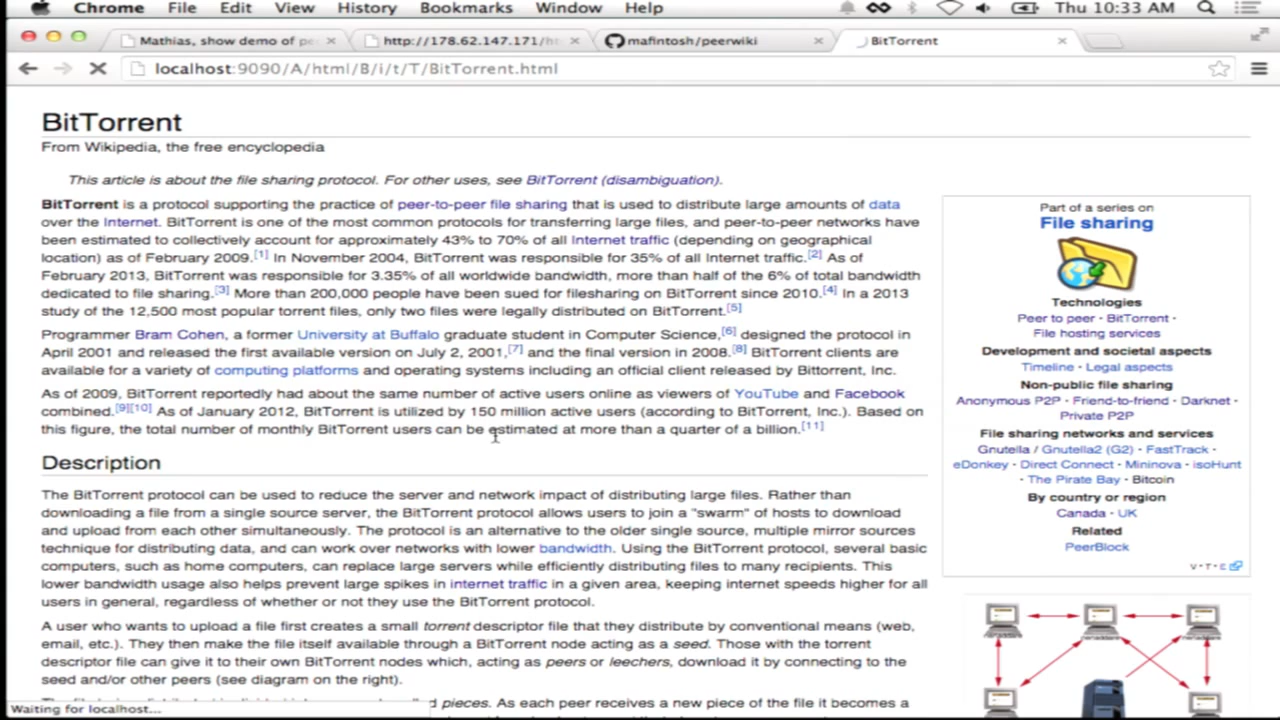 Chrome File Edit View History Bookmarks Window Help Thu 10:33 AM
Mathias, show demo of pe
http://178.62.147.171/h
mafintosh/peerwiki
BitTorrent
localhost:9090/A/html/B/i/t/T/BitTorrent.html
BitTorrent
From Wikipedia, the free encyclopedia
This article is about the file sharing protocol. For other uses, see BitTorrent (disambiguation).
BitTorrent is a protocol supporting the practice of peer-to-peer file sharing that is used to distribute large amounts of data
over the Internet. BitTorrent is one of the most common protocols for transferring large files, and peer-to-peer networks have
been estimated to collectively account for approximately 43% to 70% of all Internet traffic (depending on geographical
location) as of February 2009.[1] In November 2004, BitTorrent was responsible for 35% of all Internet traffic.[2] As of
February 2013, BitTorrent was responsible for 3.35% of all worldwide bandwidth, more than half of the 6% of total bandwidth
dedicated to file sharing.[3] More than 200,000 people have been sued for filesharing on BitTorrent since 2010.[4] In a 2013
study of the 12,500 most popular torrent files, only two files were legally distributed on BitTorrent.[5]
Programmer Bram Cohen, a former University at Buffalo graduate student in Computer Science,[6] designed the protocol in
April 2001 and released the first available version on July 2, 2001,[7] and the final version in 2008.[8] BitTorrent clients are
available for a variety of computing platforms and operating systems including an official client released by Bittorrent, Inc.
As of 2009, BitTorrent reportedly had about the same number of active users online as viewers of YouTube and Facebook
combined.[9][10] As of January 2012, BitTorrent is utilized by 150 million active users (according to BitTorrent, Inc.). Based on
this figure, the total number of monthly BitTorrent users can be estimated at more than a quarter of a billion.[11]
Description
The BitTorrent protocol can be used to reduce the server and network impact of distributing large files. Rather than
downloading a file from a single source server, the BitTorrent protocol allows users to join a "swarm" of hosts to download
and upload from each other simultaneously. The protocol is an alternative to the older single source, multiple mirror sources
technique for distributing data, and can work over networks with lower bandwidth. Using the BitTorrent protocol, several basic
computers, such as home computers, can replace large servers while efficiently distributing files to many recipients. This
lower bandwidth usage also helps prevent large spikes in internet traffic in a given area, keeping internet speeds higher for all
users in general, regardless of whether or not they use the BitTorrent protocol.
A user who wants to upload a file first creates a small torrent descriptor file that they distribute by conventional means (web,
email, etc.). They then make the file itself available through a BitTorrent node acting as a seed. Those with the torrent
descriptor file can give it to their own BitTorrent nodes which, acting as peers or leechers, download it by connecting to the
seed and/or other peers (see diagram on the right).
pieces. As each peer receives a new piece of the file it becomes a
Part of a series on
File sharing
Technologies
Peer to peer · BitTorrent ·
File hosting services
Development and societal aspects
Timeline · Legal aspects
Non-public file sharing
Anonymous P2P · Friend-to-friend · Darknet ·
Private P2P
File sharing networks and services
Gnutella / Gnutella2 (G2) · FastTrack ·
eDonkey · Direct Connect · Mininova · isoHunt
· The Pirate Bay · Bitcoin
By country or region
Canada · UK
Related
PeerBlock
V · T · E
Waiting for localhost...